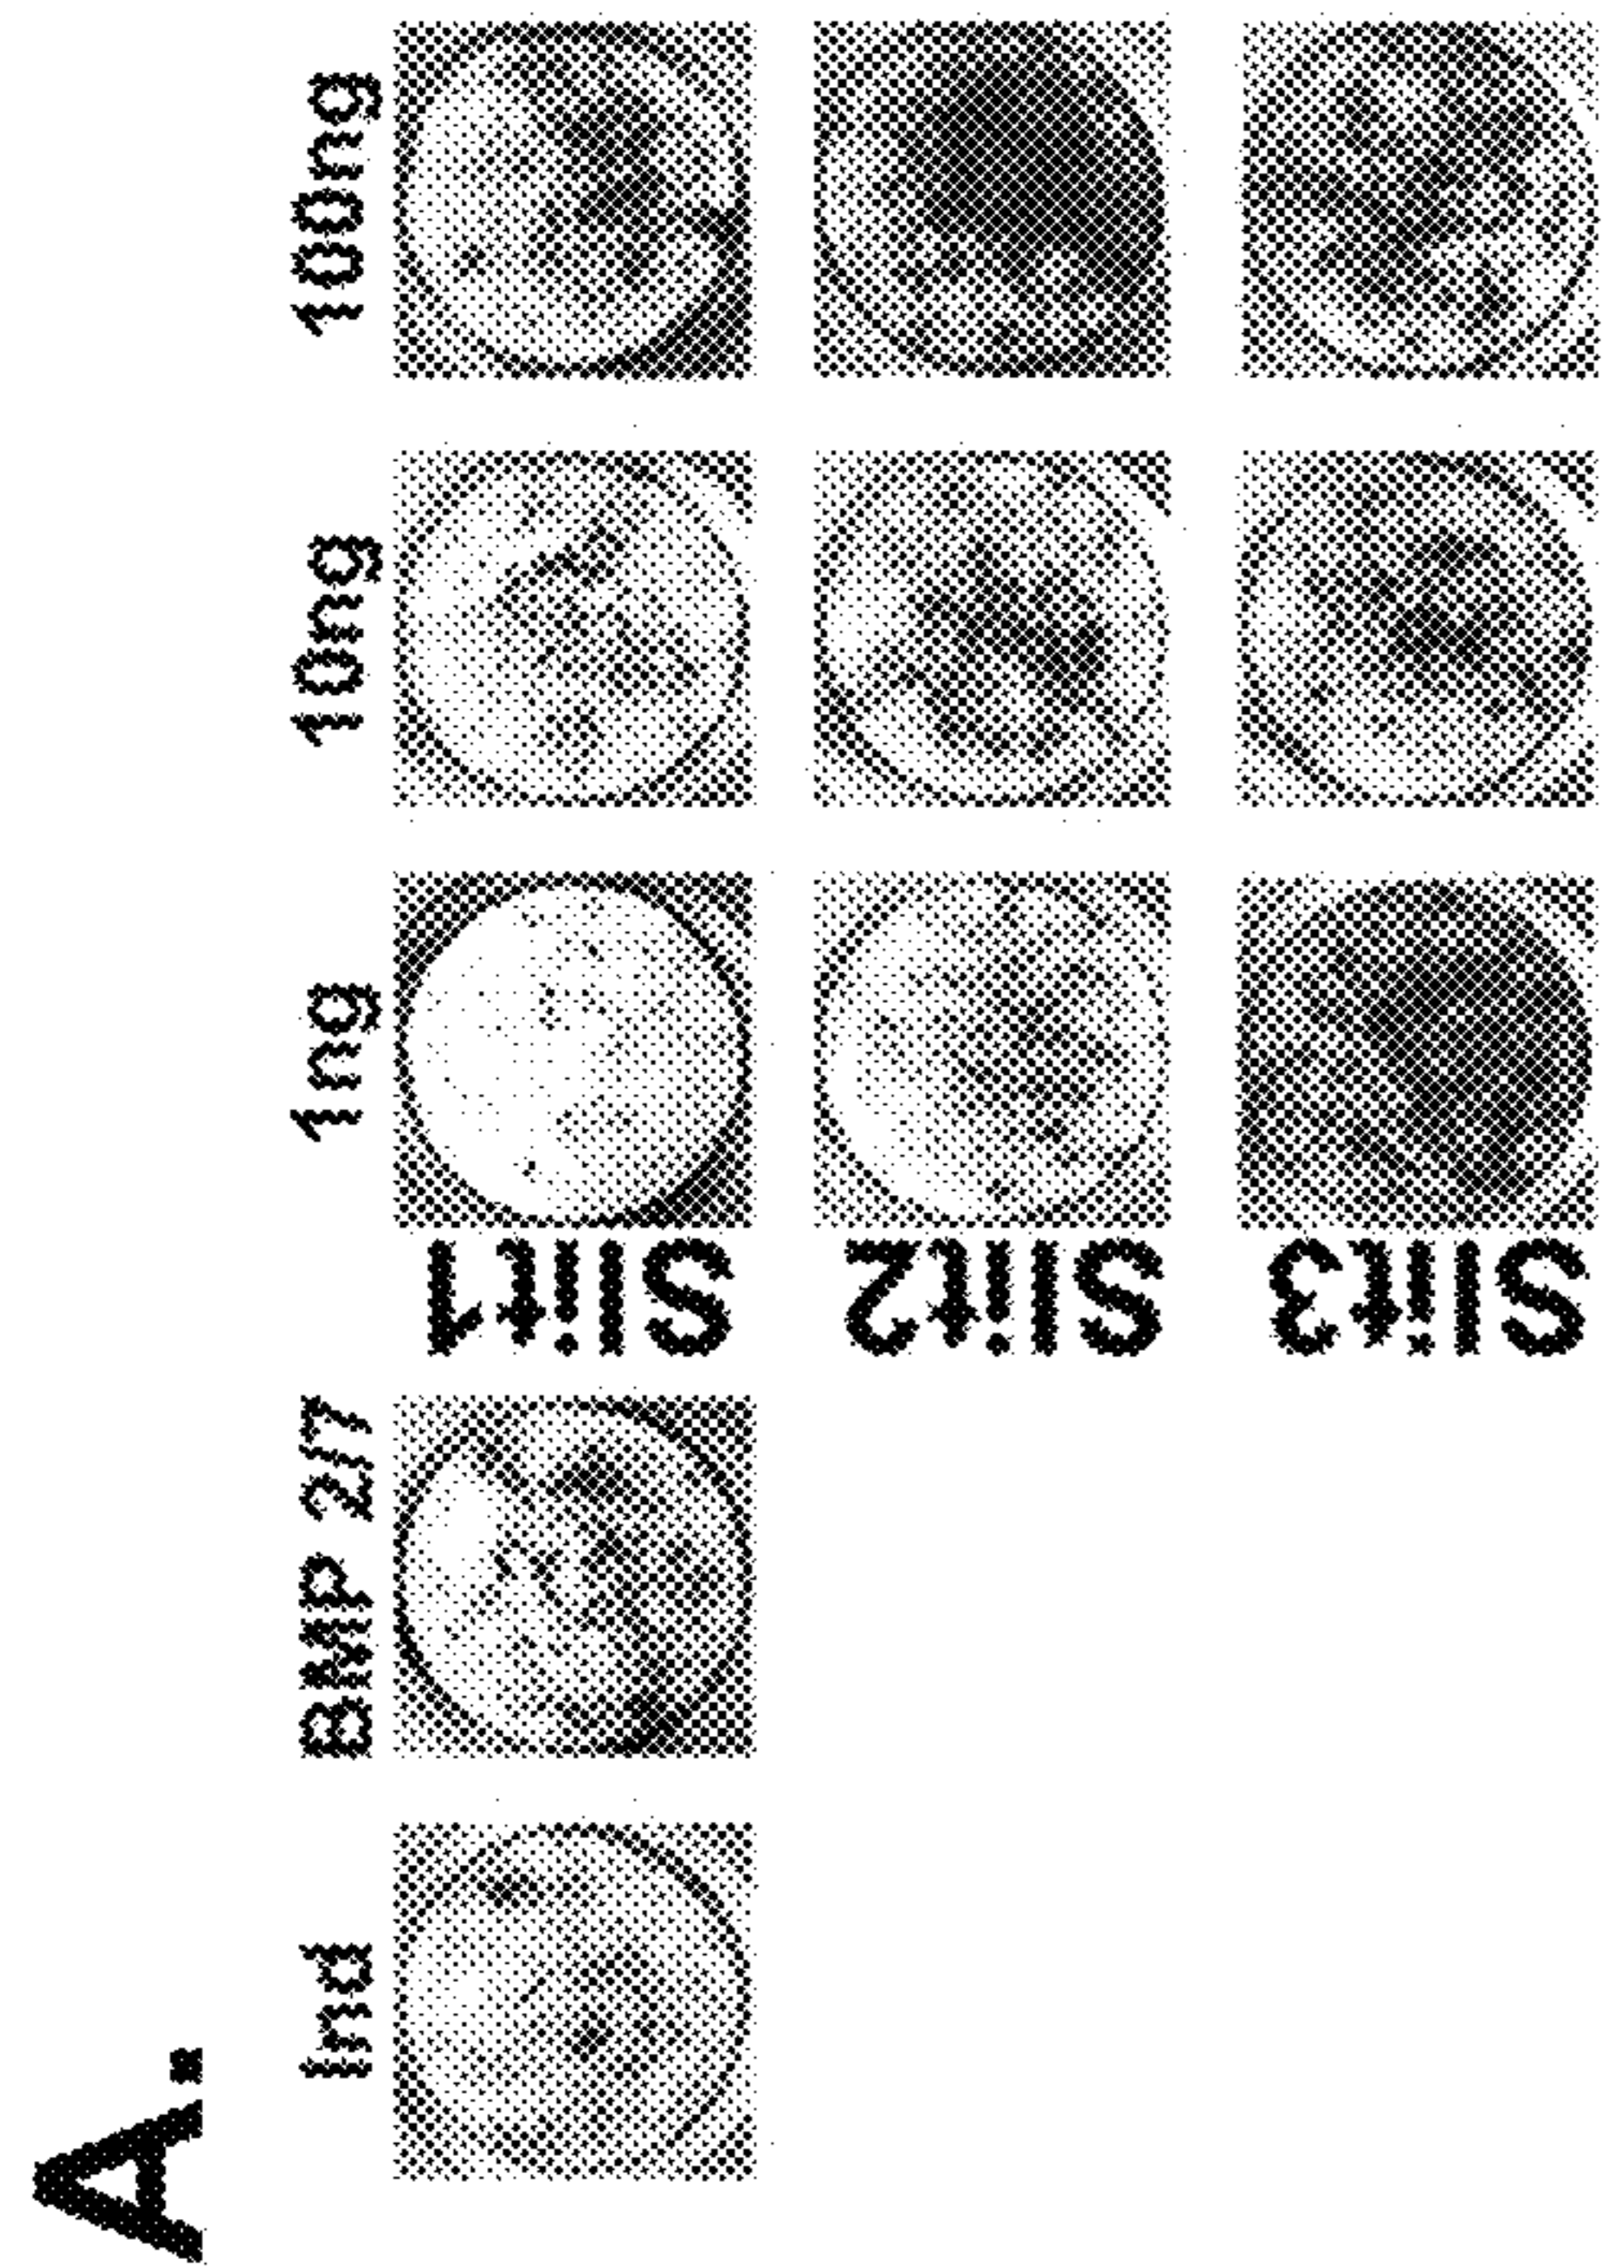 A.
Ind
BMP 2/7
1ng
10ng
100ng
Slit1
Slit2
Slit3